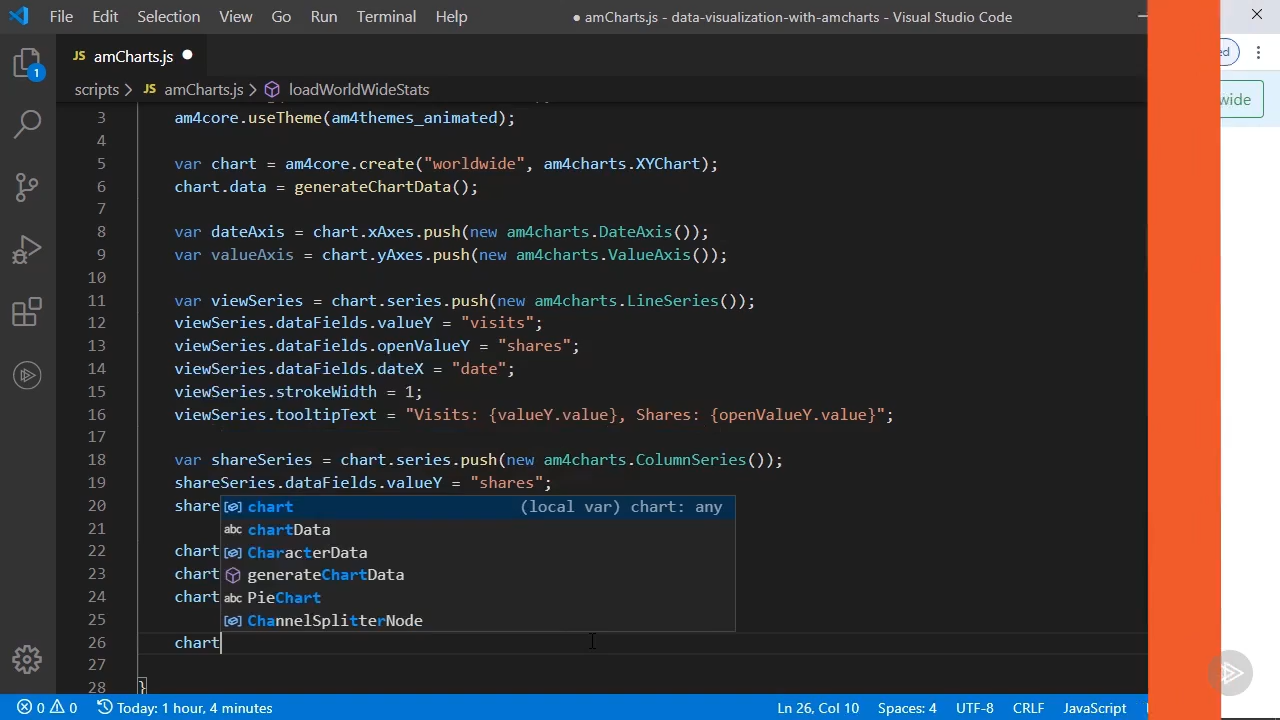 File Edit Selection View Go Run Terminal Help ● amCharts.js - data-visualization-with-amcharts - Visual Studio Code
JS amCharts.js ●
ed
scripts > JS amCharts.js > loadWorldWideStats
wide
3 am4core.useTheme(am4themes_animated);
4
5 var chart = am4core.create("worldwide", am4charts.XYChart);
6 chart.data = generateChartData();
7
8 var dateAxis = chart.xAxes.push(new am4charts.DateAxis());
9 var valueAxis = chart.yAxes.push(new am4charts.ValueAxis());
10
11 var viewSeries = chart.series.push(new am4charts.LineSeries());
12 viewSeries.dataFields.valueY = "visits";
13 viewSeries.dataFields.openValueY = "shares";
14 viewSeries.dataFields.dateX = "date";
15 viewSeries.strokeWidth = 1;
16 viewSeries.tooltipText = "Visits: {valueY.value}, Shares: {openValueY.value}";
17
18 var shareSeries = chart.series.push(new am4charts.ColumnSeries());
19 shareSeries.dataFields.valueY = "shares";
20 share
chart (local var) chart: any
21
abc chartData
22 chart
CharacterData
23 chart
generateChartData
24 chart
abc PieChart
25
ChannelSplitterNode
26 chart
27
28 }
1
0 0 Today: 1 hour, 4 minutes Ln 26, Col 10 Spaces: 4 UTF-8 CRLF JavaScript